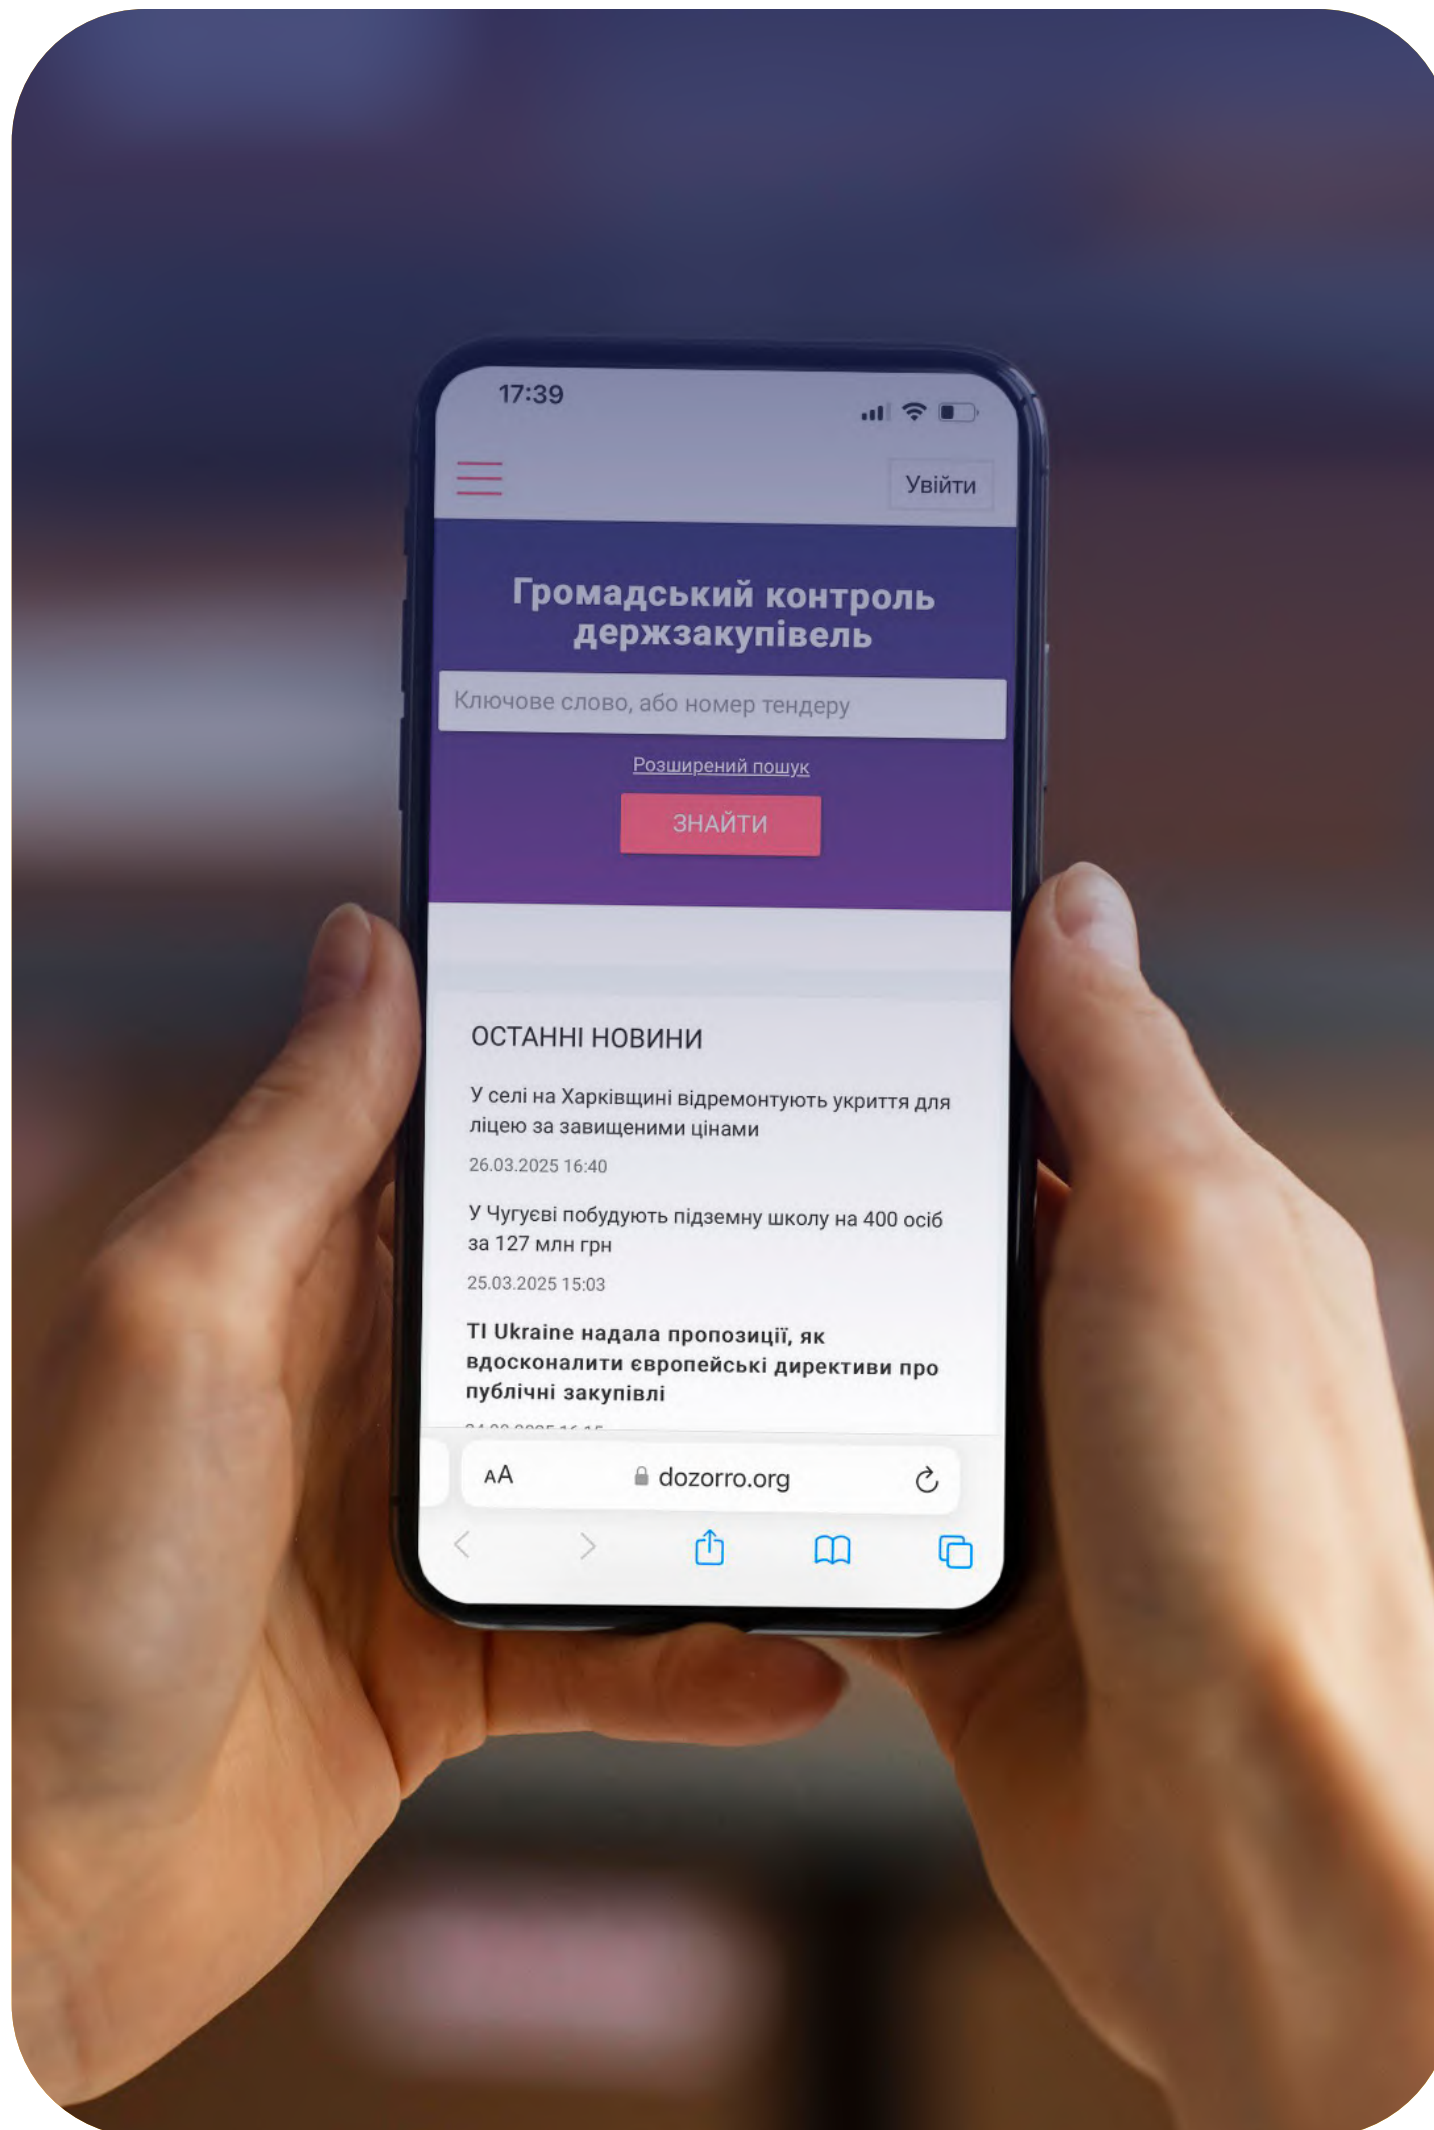 17:39
Увійти
Громадський контроль
держзакупівель
Ключове слово, або номер тендеру
Розширений пошук
ЗНАЙТИ
ОСТАННІ НОВИНИ
У селі на Харківщині відремонтують укриття для
ліцею за завищеними цінами
26.03.2025 16:40
У Чугуєві побудують підземну школу на 400 осіб
за 127 млн грн
25.03.2025 15:03
TI Ukraine надала пропозиції, як
вдосконалити європейські директиви про
публічні закупівлі
AA
dozorro.org